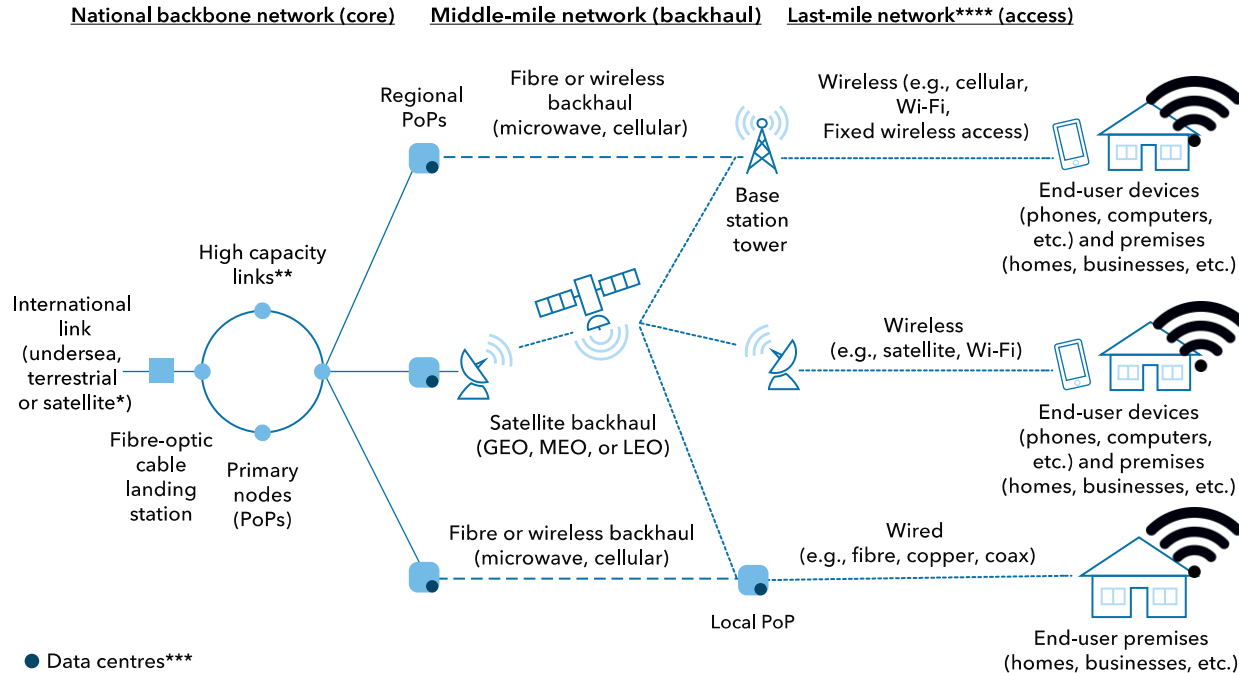 National backbone network (core)
Middle-mile network (backhaul)
Last-mile network**** (access)
Regional
PoPs
Fibre or wireless
backhaul
(microwave, cellular)
Wireless (e.g., cellular,
Wi-Fi,
Fixed wireless access)
Base
station
tower
End-user devices
(phones, computers,
etc.) and premises
(homes, businesses, etc.)
High capacity
links**
International
link
(undersea,
terrestrial
or satellite*)
Fibre-optic
cable
landing
station
Primary
nodes
(PoPs)
Satellite backhaul
(GEO, MEO, or LEO)
Wireless
(e.g., satellite, Wi-Fi)
End-user devices
(phones, computers,
etc.) and premises
(homes, businesses, etc.)
Fibre or wireless backhaul
(microwave, cellular)
Local PoP
Wired
(e.g., fibre, copper, coax)
End-user premises
(homes, businesses, etc.)
Data centres***